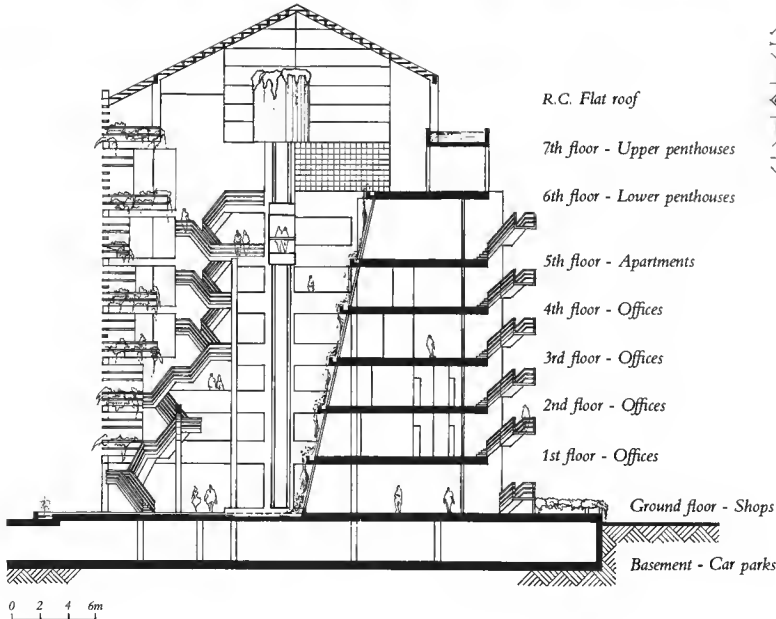 R.C. Flat roof
7th floor - Upper penthouses
6th floor - Lower penthouses
5th floor - Apartments
4th floor - Offices
3rd floor - Offices
2nd floor - Offices
1st floor - Offices
Ground floor - Shops
Basement - Car parks
0 2 4 6m